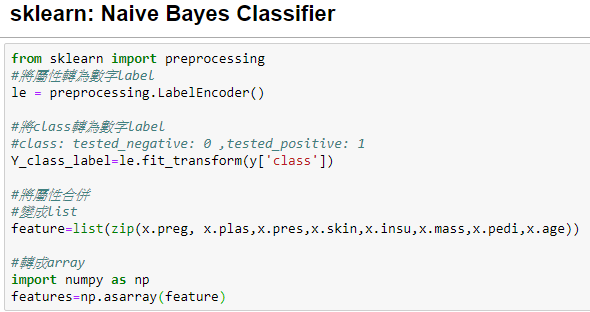 sklearn: Naive Bayes Classifier
from sklearn import preprocessing
#將屬性轉為數字label
le = preprocessing.LabelEncoder()
#將class轉為數字label
#class: tested_negative: 0 ,tested_positive: 1
Y_class_label=le.fit_transform(y['class'])
#將屬性合併
#變成list
feature=list(zip(x.preg, x.plas,x.pres,x.skin,x.insu,x.mass,x.pedi,x.age))
#轉成array
import numpy as np
features=np.asarray(feature)